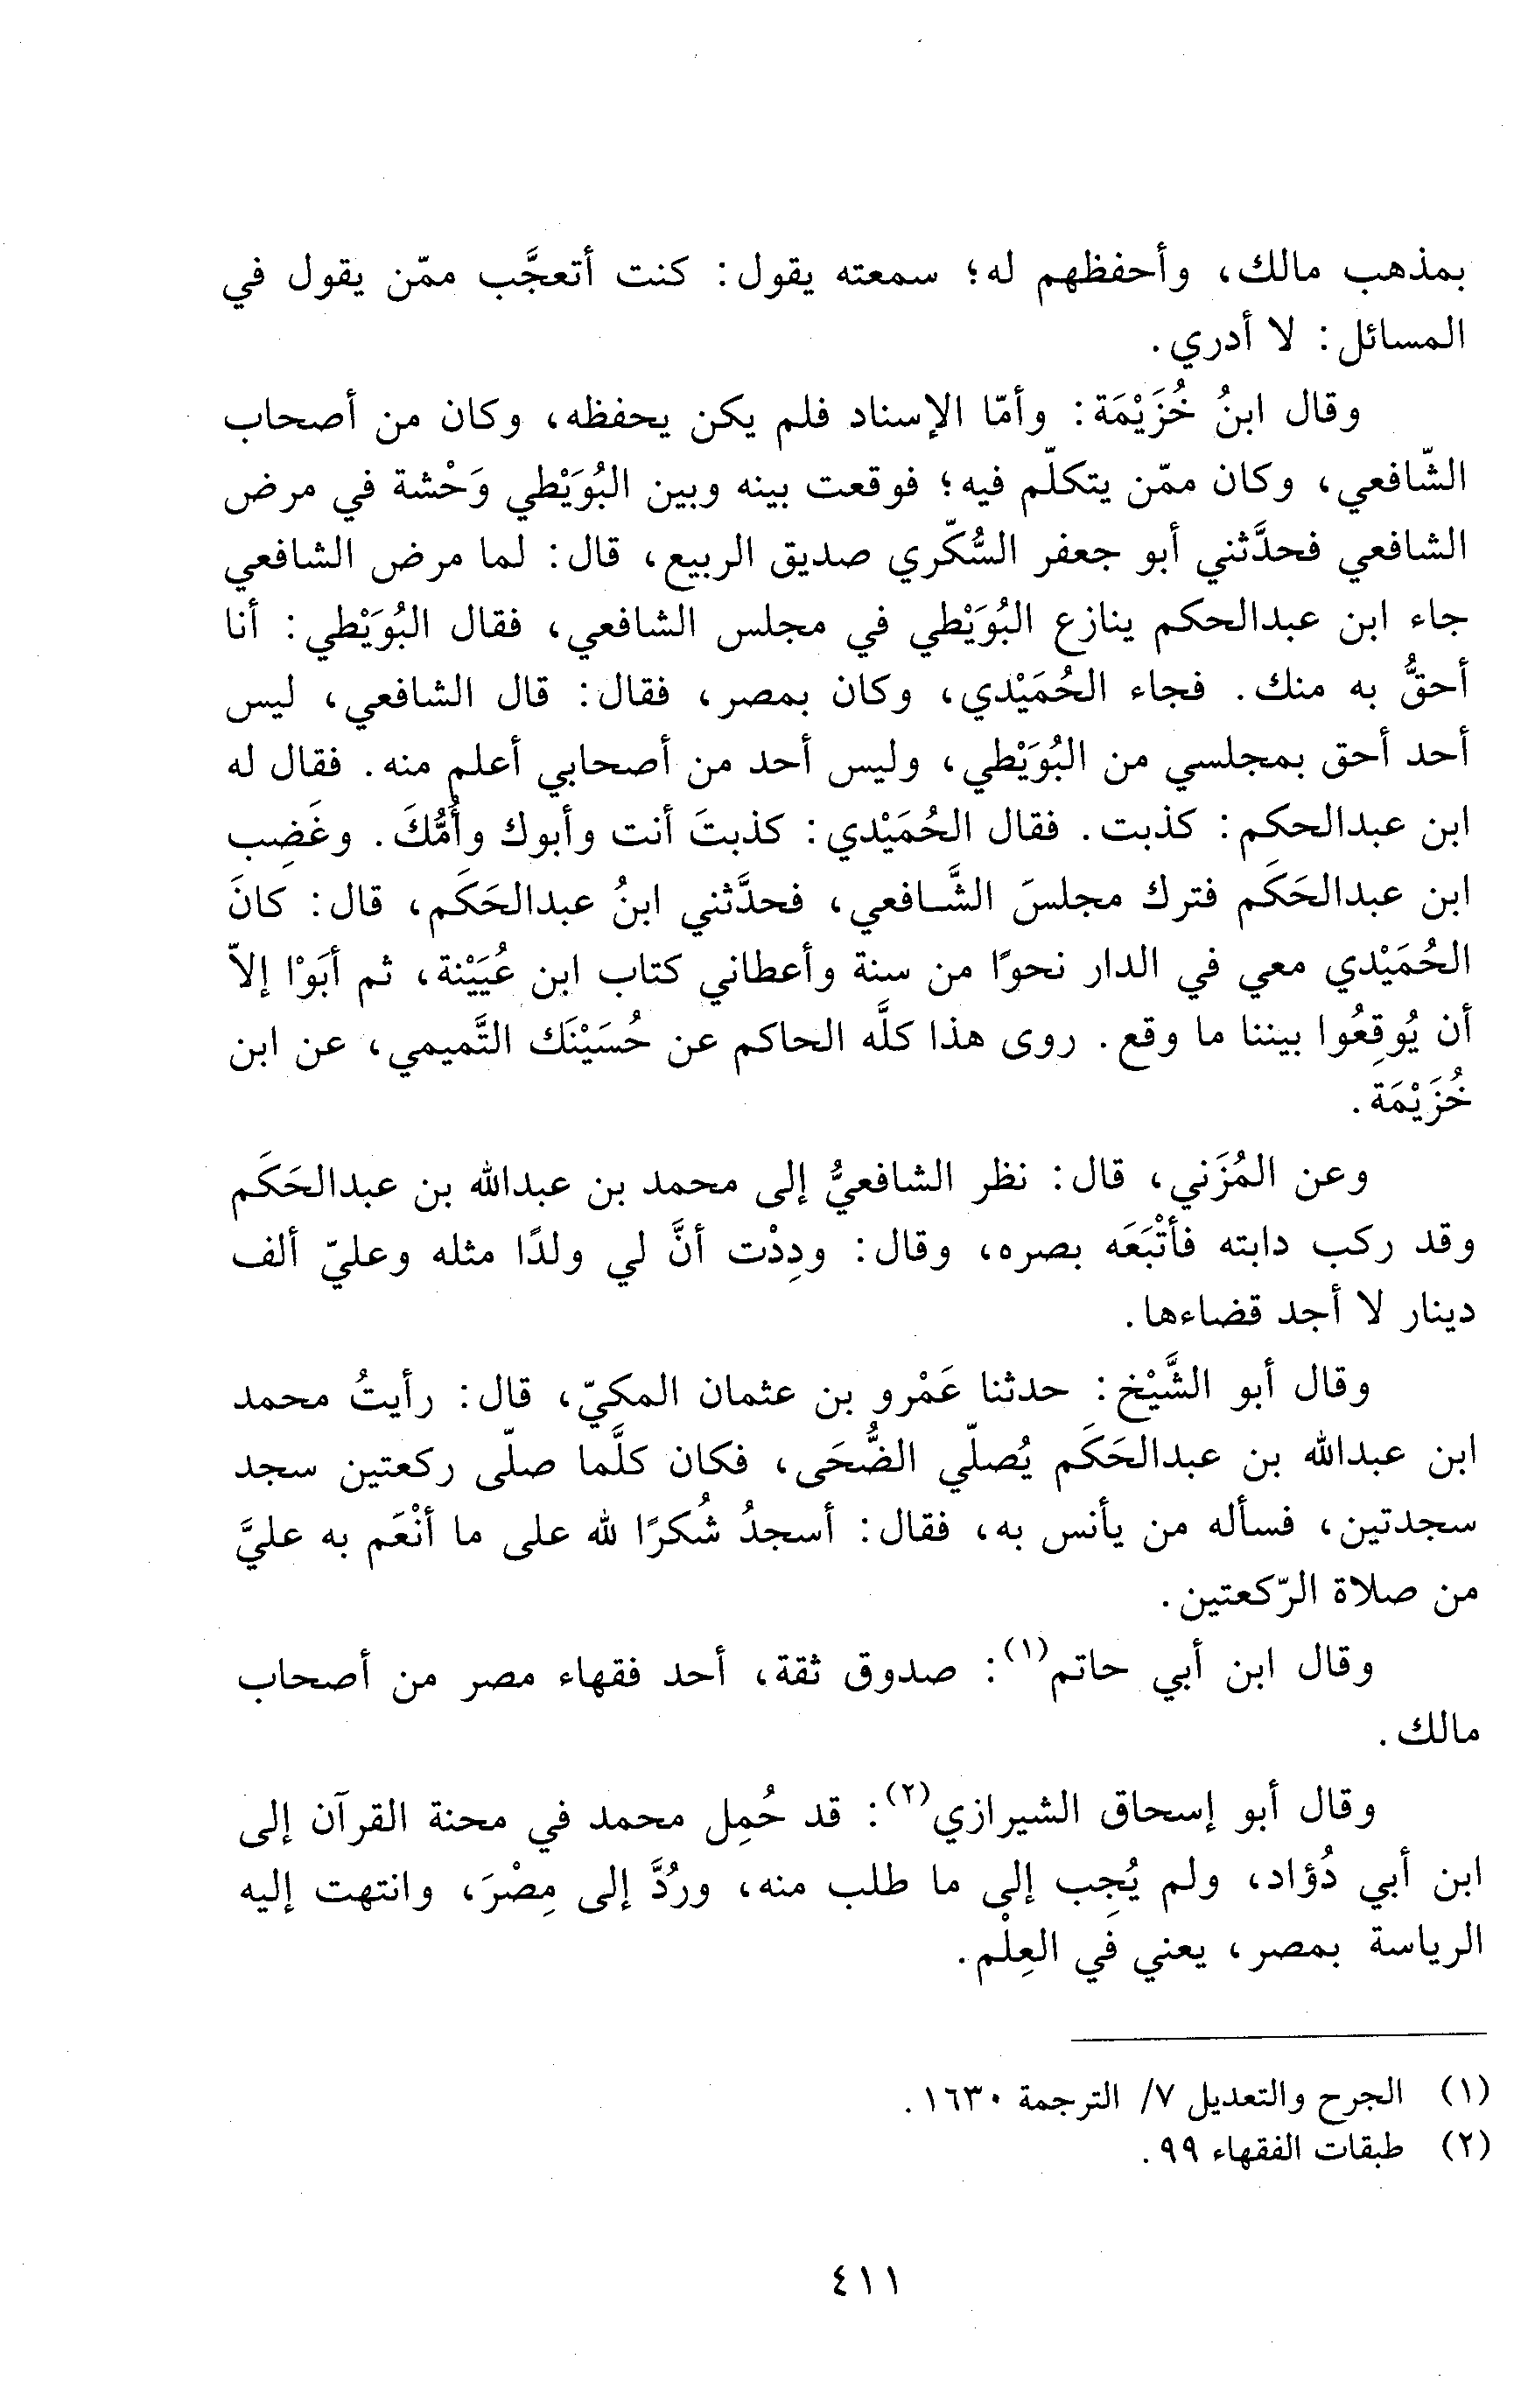 بمذهب مالك، وأحفظهم له؛ سمعته يقول: كنت أتعجَّب ممّن يقول في
المسائل: لا أدري.
وقال ابنُ خُزَيْمَة: وأمّا الإسناد فلم يكن يحفظه، وكان من أصحاب
الشّافعي، وكان ممّن يتكلّم فيه؛ فوقعت بينه وبين البُوَيْطي وَحْشة في مرض
الشافعي فحدَّثني أبو جعفر السُّكّري صديق الربيع، قال: لما مرض الشافعي
جاء ابن عبدالحكم ينازع البُوَيْطي في مجلس الشافعي، فقال البُوَيْطي: أنا
أحقُّ به منك. فجاء الحُمَيْدي، وكان بمصر، فقال: قال الشافعي، ليس
أحد أحق بمجلسي من البُوَيْطي، وليس أحد من أصحابي أعلم منه. فقال له
ابن عبدالحكم: كذبت. فقال الحُمَيْدي: كذبتَ أنت وأبوك وأُمُّكَ. وغَضِب
ابن عبدالحَكَم فترك مجلسَ الشَّافعي، فحدَّثني ابنُ عبدالحَكَم، قال: كانَ
الحُمَيْدي معي في الدار نحوًا من سنة وأعطاني كتاب ابن عُيَيْنة، ثم أبَوْا إلاّ
أن يُوقِعُوا بيننا ما وقع. روى هذا كلَّه الحاكم عن حُسَيْنَك التَّميمي، عن ابن
خُزَيْمَة.
وعن المُزَني، قال: نظر الشافعيُّ إلى محمد بن عبدالله بن عبدالحَكَم
وقد ركب دابته فأتْبَعَه بصره، وقال: ودِدْت أنَّ لي ولدًا مثله وعليّ ألف
دينار لا أجد قضاءها.
وقال أبو الشَّيْخ: حدثنا عَمْرو بن عثمان المكيّ، قال: رأيتُ محمد
ابن عبدالله بن عبدالحَكَم يُصلّي الضُّحَى، فكان كلَّما صلّى ركعتين سجد
سجدتين، فسأله من يأنس به، فقال: أسجدُ شُكرًا لله على ما أنْعَم به عليَّ
من صلاة الرّكعتين.
وقال ابن أبي حاتم(١): صدوق ثقة، أحد فقهاء مصر من أصحاب
مالك.
وقال أبو إسحاق الشيرازي(٢): قد حُمِل محمد في محنة القرآن إلى
ابن أبي دُؤاد، ولم يُجِب إلى ما طلب منه، ورُدَّ إلى مِصْرَ، وانتهت إليه
الرياسة بمصر، يعني في العِلْم.
(١) الجرح والتعديل ٧/ الترجمة ١٦٣٠.
(٢) طبقات الفقهاء ٩٩.
٤١١